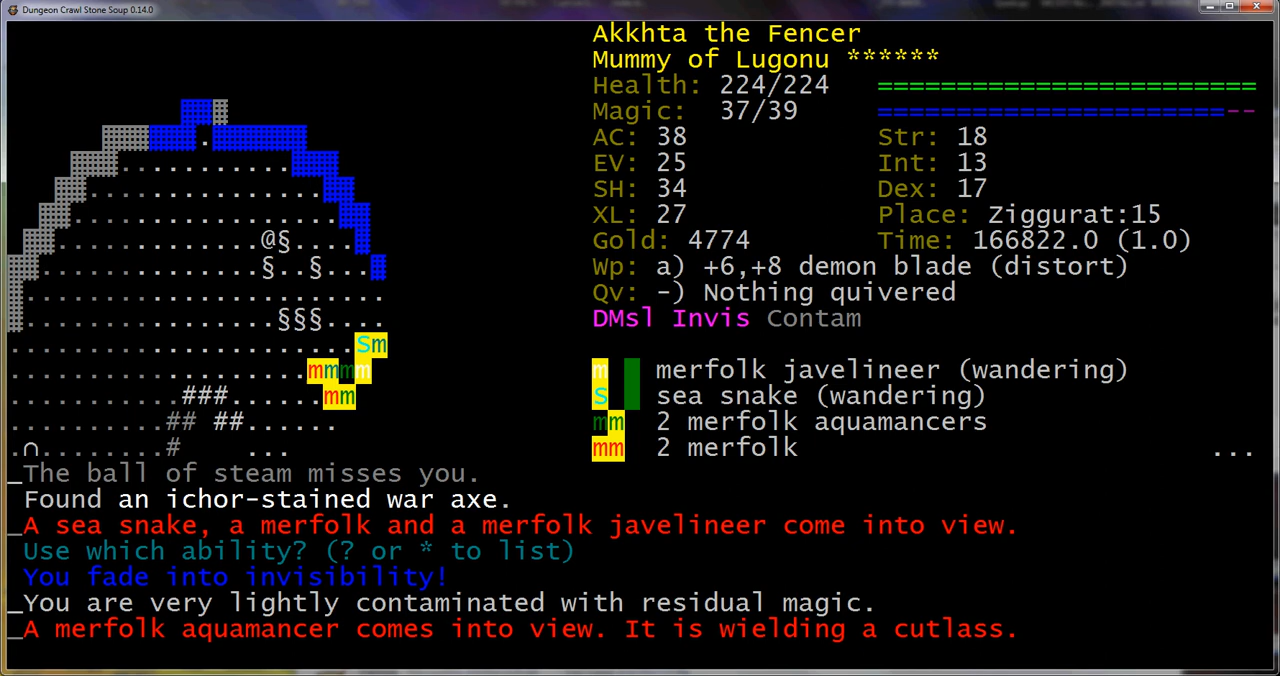 Dungeon Crawl Stone Soup 0.14.0
Akkhta the Fencer
Mummy of Lugonu ******
Health: 224/224 ========================
Magic: 37/39 ======================--
AC: 38 Str: 18
EV: 25 Int: 13
SH: 34 Dex: 17
XL: 27 Place: Ziggurat:15
Gold: 4774 Time: 166822.0 (1.0)
Wp: a) +6,+8 demon blade (distort)
Qv: -) Nothing quivered
DMsl Invis Contam
m merfolk javelineer (wandering)
S sea snake (wandering)
mm 2 merfolk aquamancers
mm 2 merfolk ...
_The ball of steam misses you.
Found an ichor-stained war axe.
_A sea snake, a merfolk and a merfolk javelineer come into view.
Use which ability? (? or * to list)
You fade into invisibility!
_You are very lightly contaminated with residual magic.
_A merfolk aquamancer comes into view. It is wielding a cutlass.